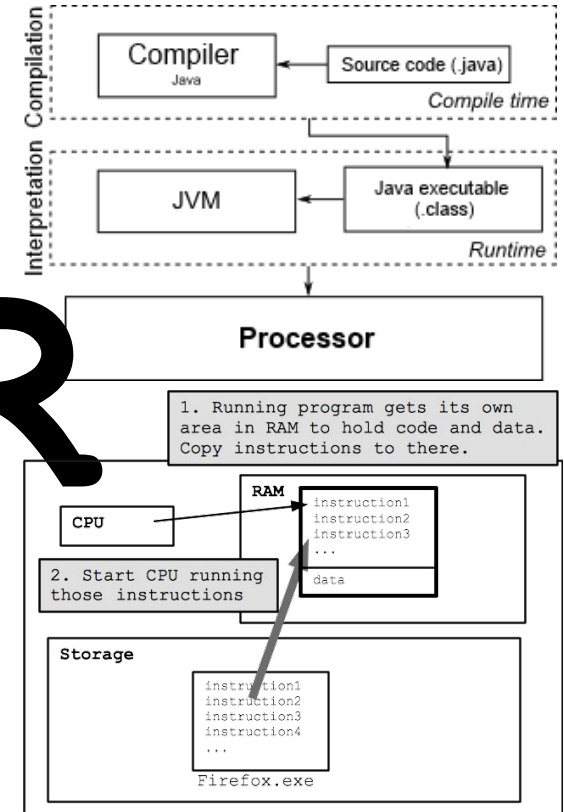 Compilation
Compiler
Java
Source code (.java)
Compile time
Interpretation
JVM
Java executable
(.class)
Runtime
Processor
1. Running program gets its own
area in RAM to hold code and data.
Copy instructions to there.
RAM
instruction1
instruction2
instruction3
...
data
CPU
2. Start CPU running
those instructions
Storage
instruction1
instruction2
instruction3
instruction4
...
Firefox.exe